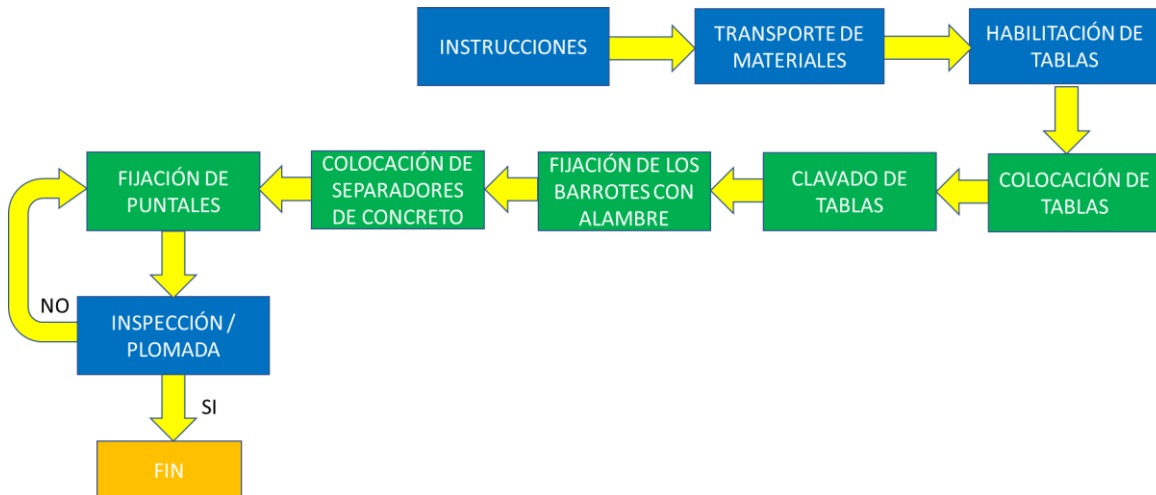 INSTRUCCIONES
TRANSPORTE DE
MATERIALES
HABILITACIÓN DE
TABLAS
COLOCACIÓN DE
TABLAS
CLAVADO DE
TABLAS
FIJACIÓN DE LOS
BARROTES CON
ALAMBRE
COLOCACIÓN DE
SEPARADORES
DE CONCRETO
FIJACIÓN DE
PUNTALES
INSPECCIÓN /
PLOMADA
NO
SI
FIN